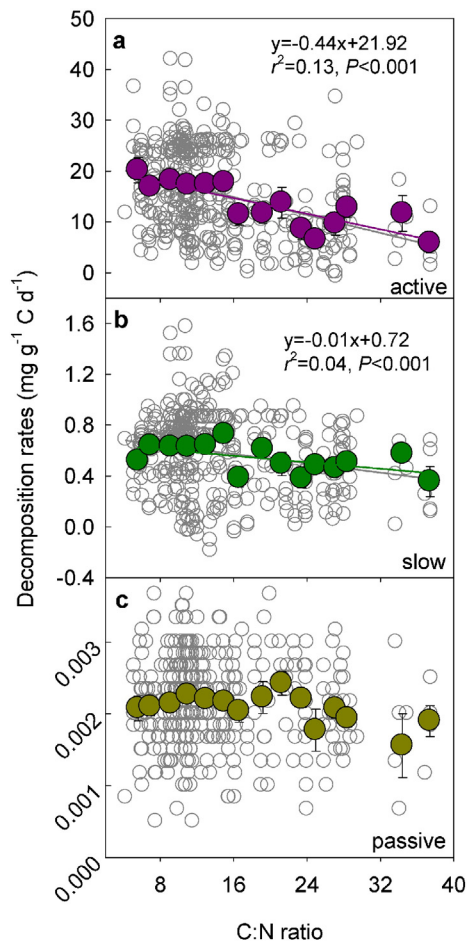 a
y=-0.44x+21.92
r²=0.13, P<0.001
50
40
30
20
10
0
active
b
y=-0.01x+0.72
r²=0.04, P<0.001
1.6
1.2
0.8
0.4
0.0
-0.4
slow
Decomposition rates (mg g⁻¹ C d⁻¹)
c
0.003
0.002
0.001
0.000
passive
8 16 24 32 40
C:N ratio